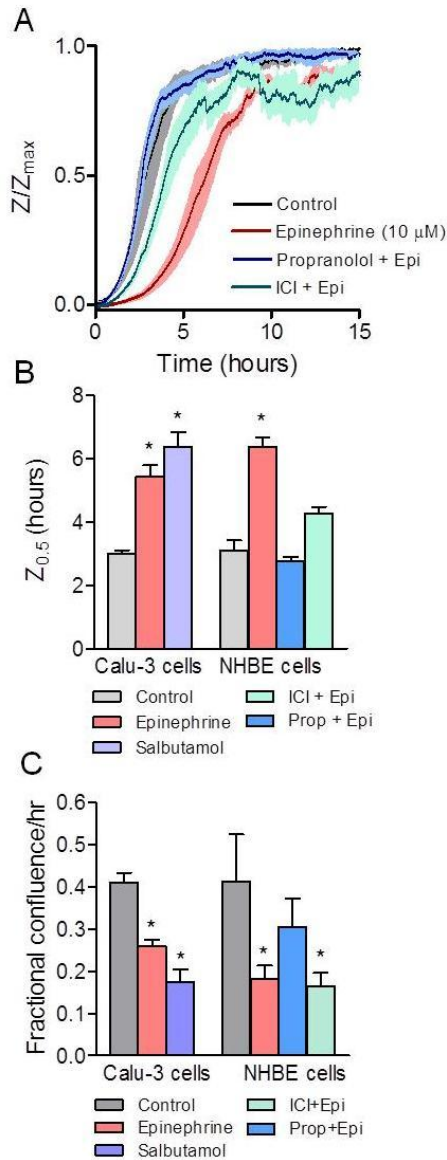 A
1.0
0.5
0.0
Z/Zmax
Control
Epinephrine (10 μM)
Propranolol + Epi
ICI + Epi
0 5 10 15
Time (hours)
B
8
6
4
2
0
Z0.5 (hours)
* * *
Calu-3 cells NHBE cells
Control ICI + Epi
Epinephrine Prop + Epi
Salbutamol
C
0.6
0.5
0.4
0.3
0.2
0.1
0.0
Fractional confluence/hr
* * * *
Calu-3 cells NHBE cells
Control ICI+Epi
Epinephrine Prop+Epi
Salbutamol